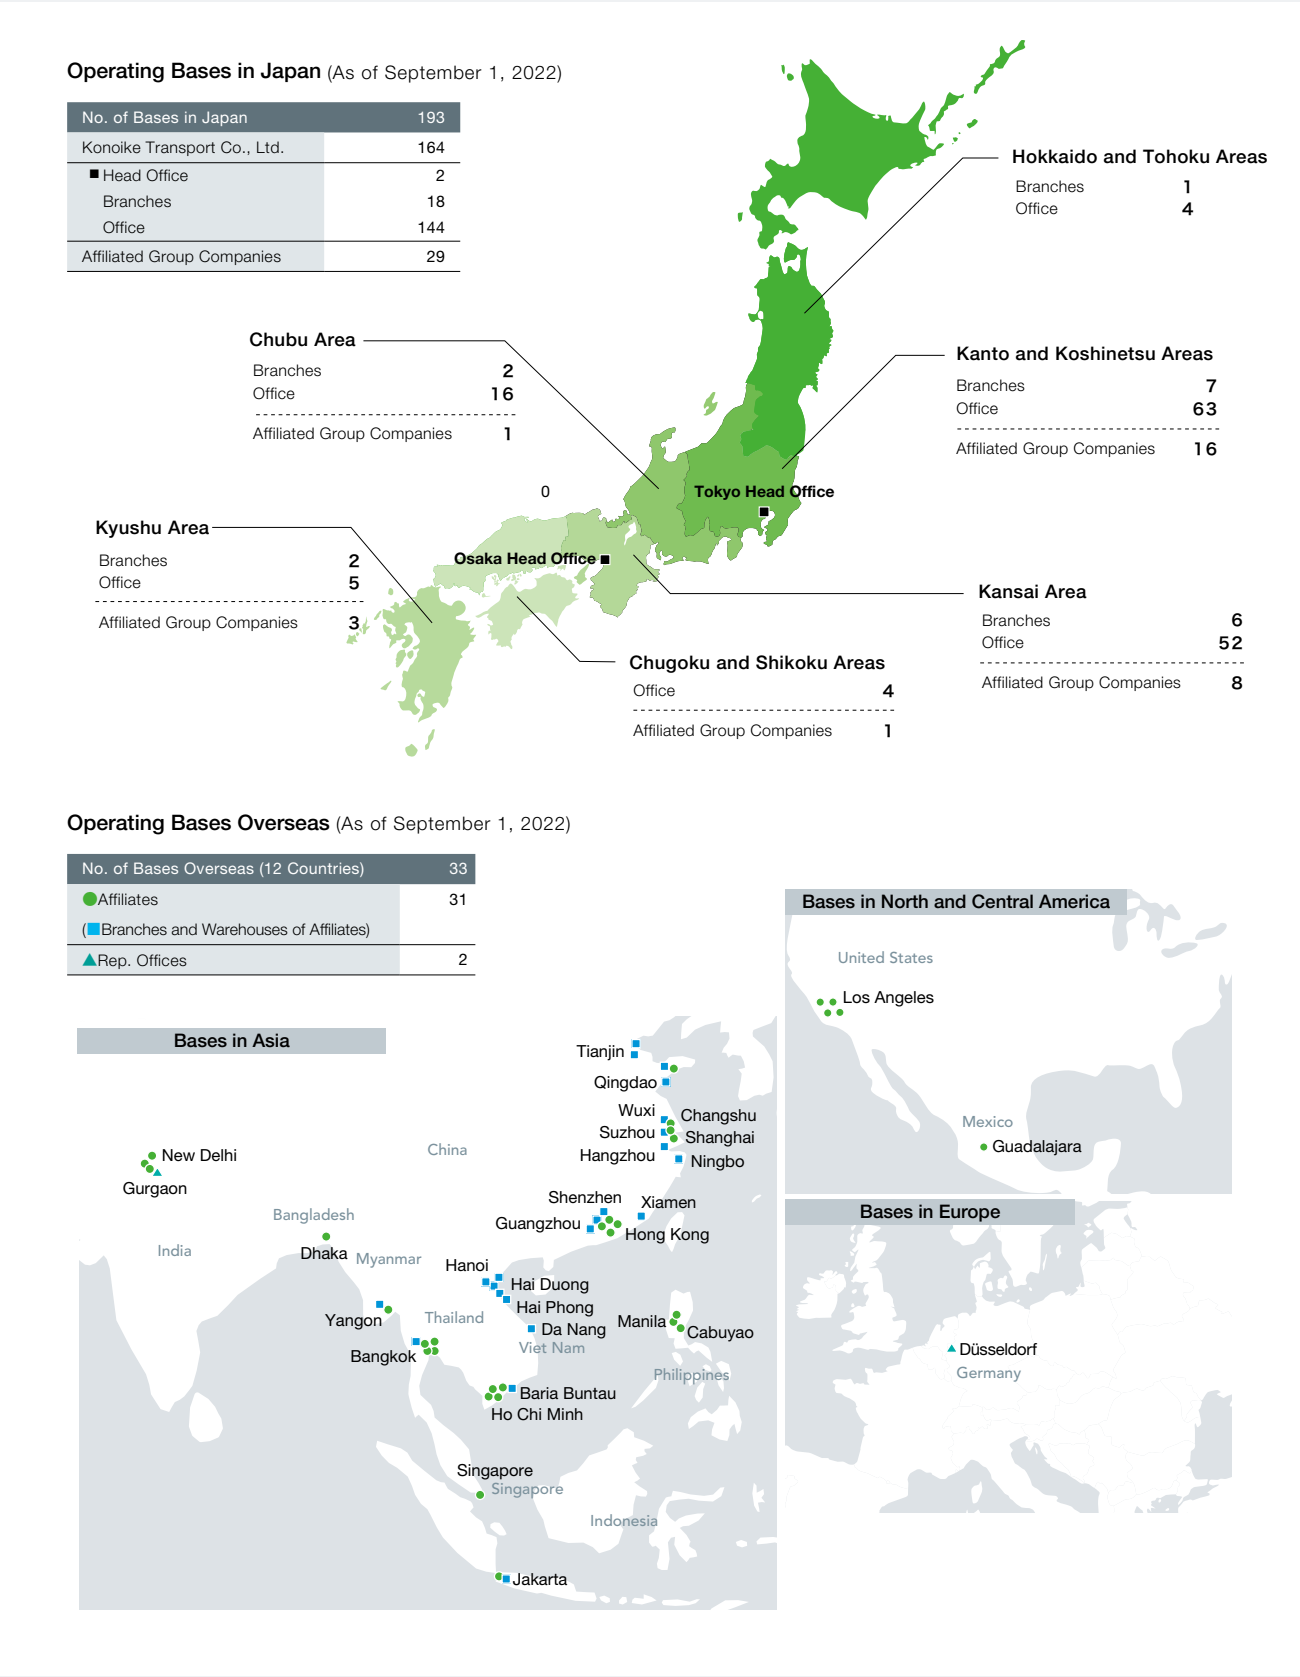 Operating Bases in Japan (As of September 1, 2022)
No. of Bases in Japan 193
Konoike Transport Co., Ltd. 164
Head Office 2
Branches 18
Office 144
Affiliated Group Companies 29
Hokkaido and Tohoku Areas
Branches 1
Office 4
Chubu Area
Branches 2
Office 16
Affiliated Group Companies 1
Kanto and Koshinetsu Areas
Branches 7
Office 63
Affiliated Group Companies 16
0
Tokyo Head Office
Kyushu Area
Branches 2
Office 5
Affiliated Group Companies 3
Osaka Head Office
Kansai Area
Branches 6
Office 52
Affiliated Group Companies 8
Chugoku and Shikoku Areas
Office 4
Affiliated Group Companies 1
Operating Bases Overseas (As of September 1, 2022)
No. of Bases Overseas (12 Countries) 33
Affiliates 31
(Branches and Warehouses of Affiliates)
Rep. Offices 2
Bases in Asia
Tianjin
Qingdao
Wuxi
Changshu
Suzhou
Shanghai
Hangzhou
Ningbo
China
New Delhi
Gurgaon
Shenzhen
Xiamen
Guangzhou
Hong Kong
Bangladesh
India
Dhaka
Myanmar
Hanoi
Hai Duong
Hai Phong
Yangon
Thailand
Da Nang
Manila
Cabuyao
Viet Nam
Bangkok
Philippines
Baria Buntau
Ho Chi Minh
Singapore
Singapore
Indonesia
Jakarta
Bases in North and Central America
United States
Los Angeles
Mexico
Guadalajara
Bases in Europe
Düsseldorf
Germany